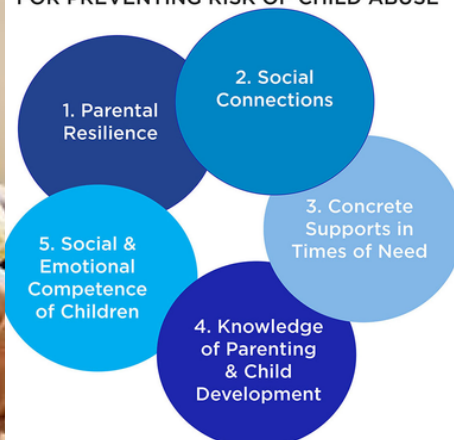 FOR PREVENTING RISK OF CHILD ABUSE
1. Parental
Resilience
2. Social
Connections
3. Concrete
Supports in
Times of Need
4. Knowledge
of Parenting
& Child
Development
5. Social &
Emotional
Competence
of Children